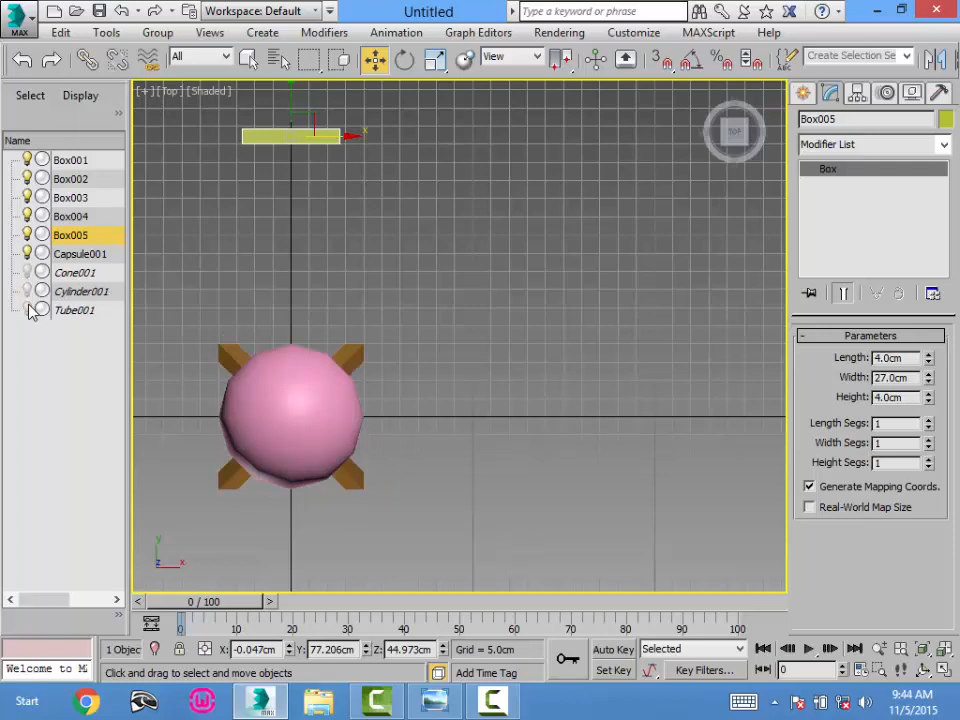 MAX
Workspace: Default
Untitled
Type a keyword or phrase
Edit Tools Group Views Create Modifiers Animation Graph Editors Rendering Customize MAXScript Help
All View Create Selection Se
Select Display
[+] [Top] [Shaded]
Name
Box001
Box002
Box003
Box004
Box005
Capsule001
Cone001
Cylinder001
Tube001
x
TOP
y
z x
Box005
Modifier List
Box
- Parameters
Length: 4.0cm
Width: 27.0cm
Height: 4.0cm
Length Segs: 1
Width Segs: 1
Height Segs: 1
Generate Mapping Coords.
Real-World Map Size
< > < 0 / 100 >
0 10 20 30 40 50 60 70 80 90 100
1 Object X: -0.047cm Y: 77.206cm Z: 44.973cm Grid = 5.0cm Auto Key Selected
Welcome to M Click and drag to select and move objects Add Time Tag Set Key Key Filters... 0
Start MAX
9:44 AM
11/5/2015